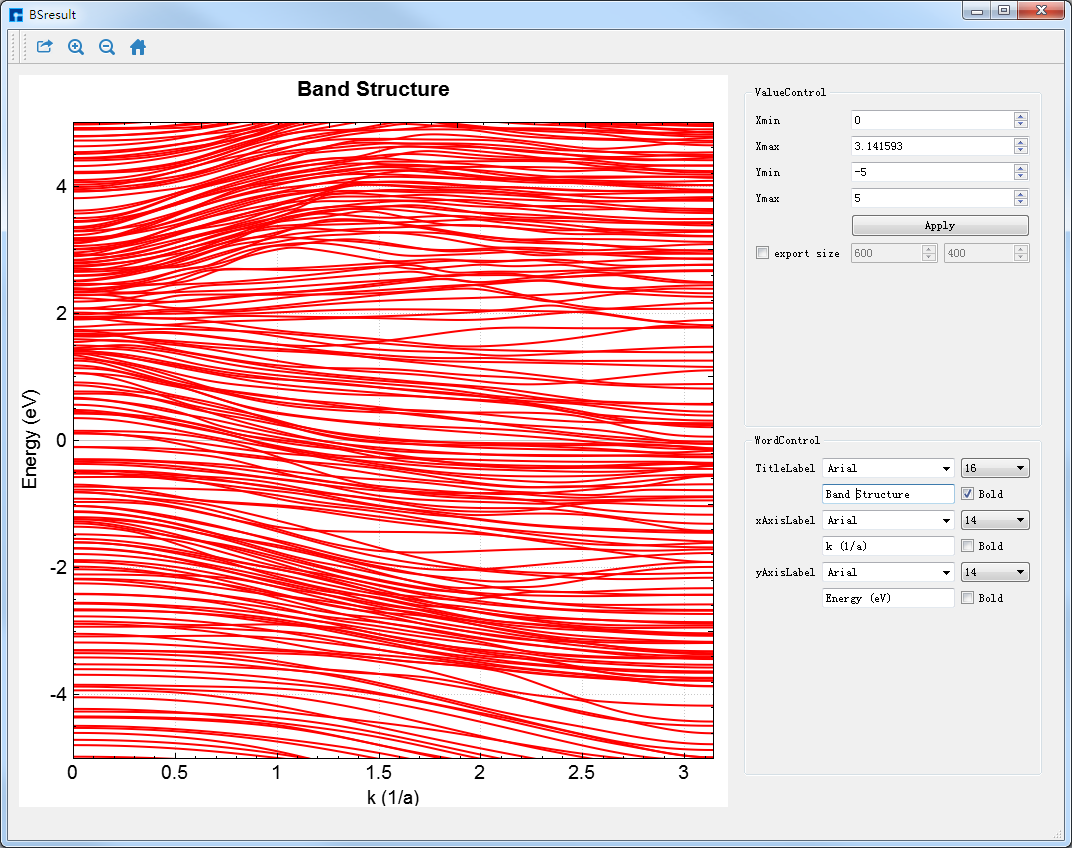 BSresult
Band Structure
4
2
0
-2
-4
Energy (eV)
0 0.5 1 1.5 2 2.5 3
k (1/a)
ValueControl
Xmin 0
Xmax 3.141593
Ymin -5
Ymax 5
Apply
export size 600 400
WordControl
TitleLabel Arial 16
Band Structure Bold
xAxisLabel Arial 14
k (1/a) Bold
yAxisLabel Arial 14
Energy (eV) Bold